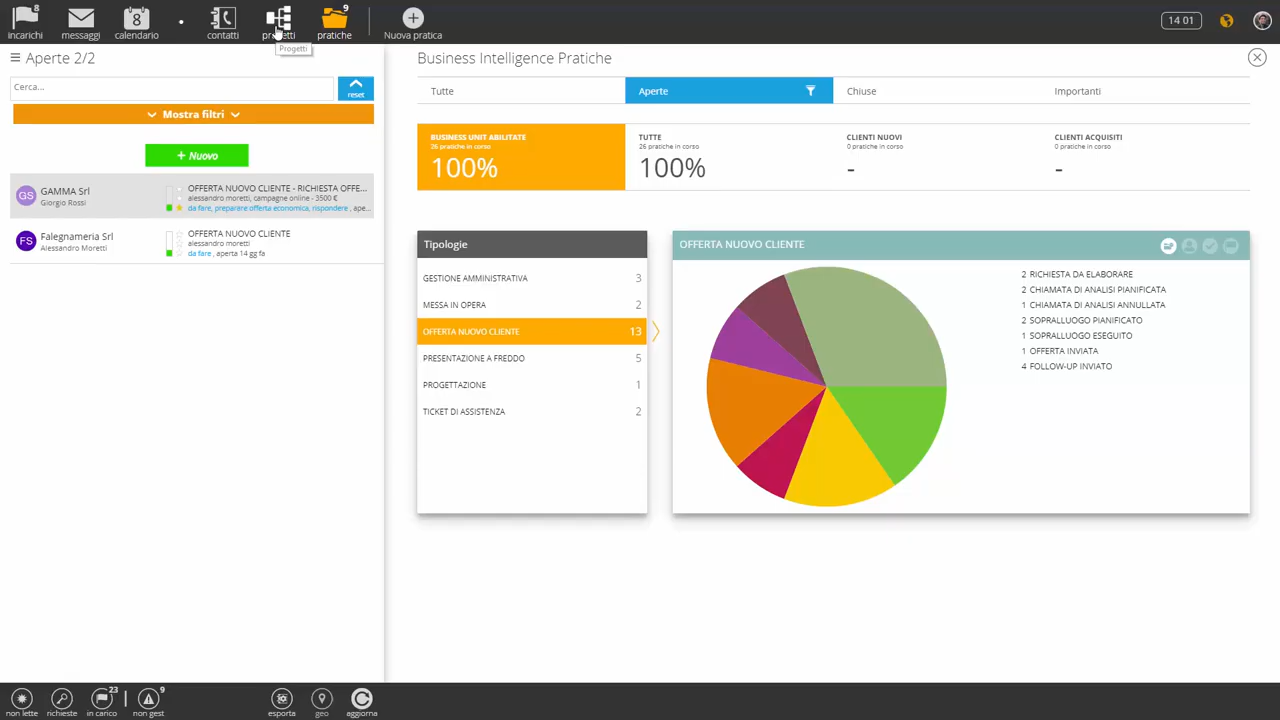 8
incarichi
messaggi
8
calendario
contatti
progetti
9
pratiche
Nuova pratica
14 01
Progetti
Aperte 2/2
Cerca...
reset
Mostra filtri
+ Nuovo
GS
GAMMA Srl
Giorgio Rossi
OFFERTA NUOVO CLIENTE - RICHIESTA OFFE...
alessandro moretti, campagne online - 3500 €
da fare, preparare offerta economica, rispondere , ape...
FS
Falegnameria Srl
Alessandro Moretti
OFFERTA NUOVO CLIENTE
alessandro moretti
da fare , aperta 14 gg fa
Business Intelligence Pratiche
Tutte
Aperte
Chiuse
Importanti
BUSINESS UNIT ABILITATE
26 pratiche in corso
100%
TUTTE
26 pratiche in corso
100%
CLIENTI NUOVI
0 pratiche in corso
-
CLIENTI ACQUISITI
0 pratiche in corso
-
Tipologie
GESTIONE AMMINISTRATIVA 3
MESSA IN OPERA 2
OFFERTA NUOVO CLIENTE 13
PRESENTAZIONE A FREDDO 5
PROGETTAZIONE 1
TICKET DI ASSISTENZA 2
OFFERTA NUOVO CLIENTE
2 RICHIESTA DA ELABORARE
2 CHIAMATA DI ANALISI PIANIFICATA
1 CHIAMATA DI ANALISI ANNULLATA
2 SOPRALLUOGO PIANIFICATO
1 SOPRALLUOGO ESEGUITO
1 OFFERTA INVIATA
4 FOLLOW-UP INVIATO
non lette
richieste
23
in carico
9
non gest
esporta
geo
aggiorna